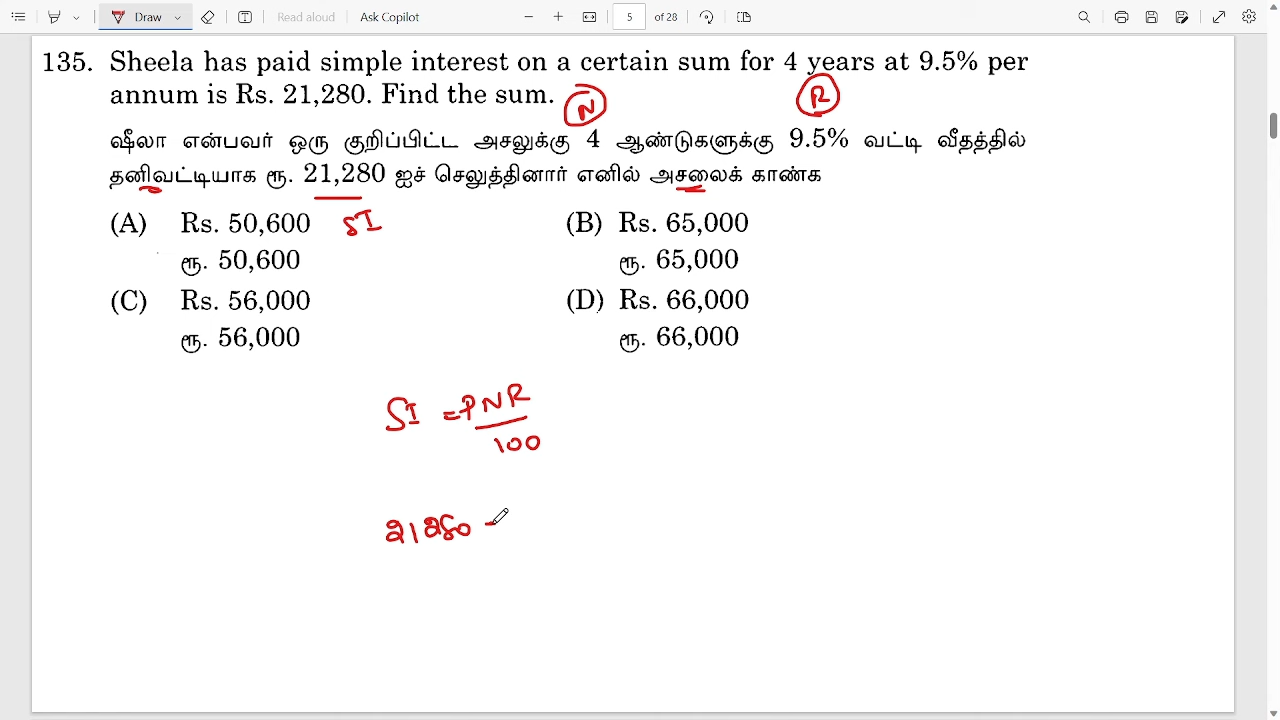 Draw
Read aloud
Ask Copilot
5
of 28
135. Sheela has paid simple interest on a certain sum for 4 years at 9.5% per
annum is Rs. 21,280. Find the sum.
N
R
ஷீலா என்பவர் ஒரு குறிப்பிட்ட அசலுக்கு 4 ஆண்டுகளுக்கு 9.5% வட்டி வீதத்தில்
தனிவட்டியாக ரூ. 21,280 ஐச் செலுத்தினார் எனில் அசலைக் காண்க
(A) Rs. 50,600 SI (B) Rs. 65,000
ரூ. 50,600 ரூ. 65,000
(C) Rs. 56,000 (D) Rs. 66,000
ரூ. 56,000 ரூ. 66,000
SI = PNR
100
21280 -